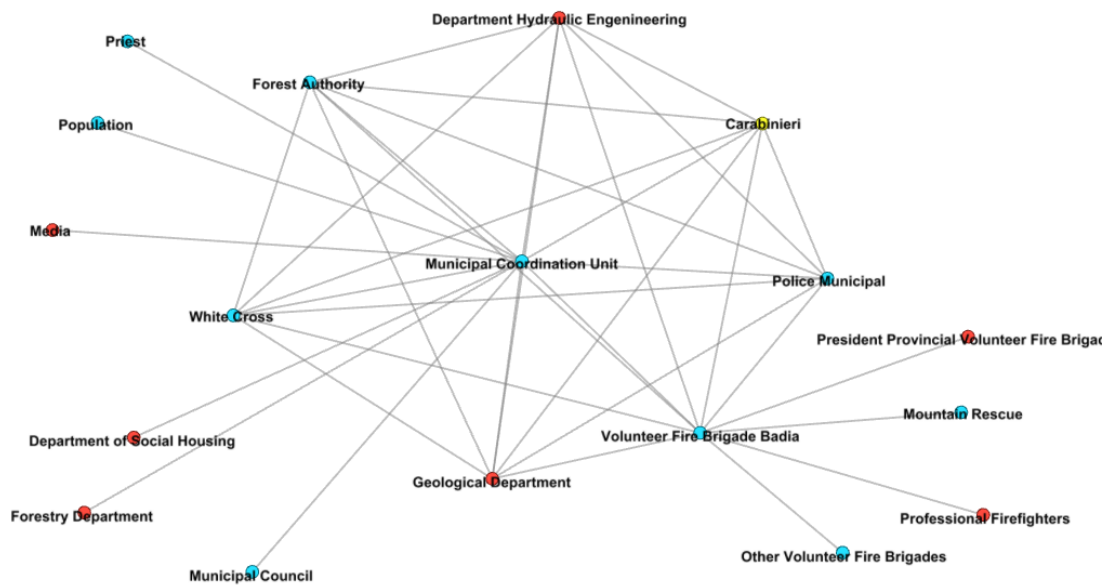 Department Hydraulic Engenineering
Priest
Forest Authority
Population
Carabinieri
Media
Municipal Coordination Unit
Police Municipal
White Cross
President Provincial Volunteer Fire Brigad
Mountain Rescue
Department of Social Housing
Volunteer Fire Brigade Badia
Geological Department
Forestry Department
Professional Firefighters
Other Volunteer Fire Brigades
Municipal Council